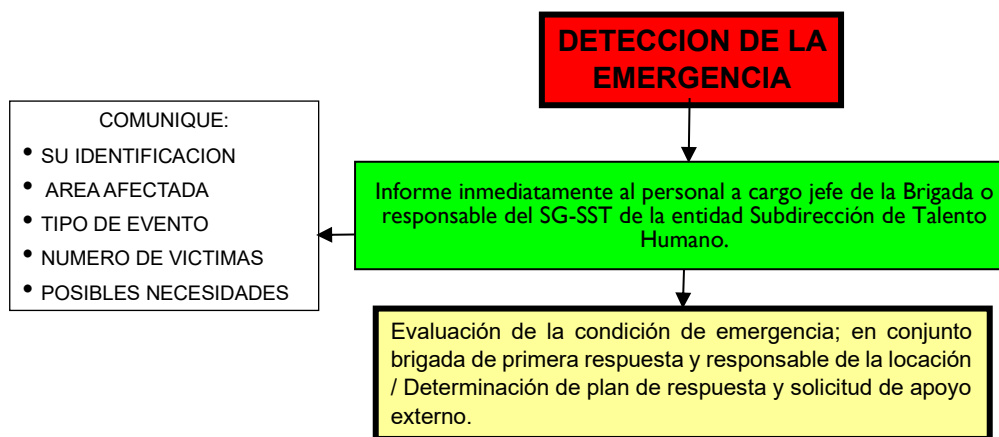 DETECCION DE LA
EMERGENCIA
COMUNIQUE:
• SU IDENTIFICACION
• AREA AFECTADA
• TIPO DE EVENTO
• NUMERO DE VICTIMAS
• POSIBLES NECESIDADES
Informe inmediatamente al personal a cargo jefe de la Brigada o
responsable del SG-SST de la entidad Subdirección de Talento
Humano.
Evaluación de la condición de emergencia; en conjunto
brigada de primera respuesta y responsable de la locación
/ Determinación de plan de respuesta y solicitud de apoyo
externo.